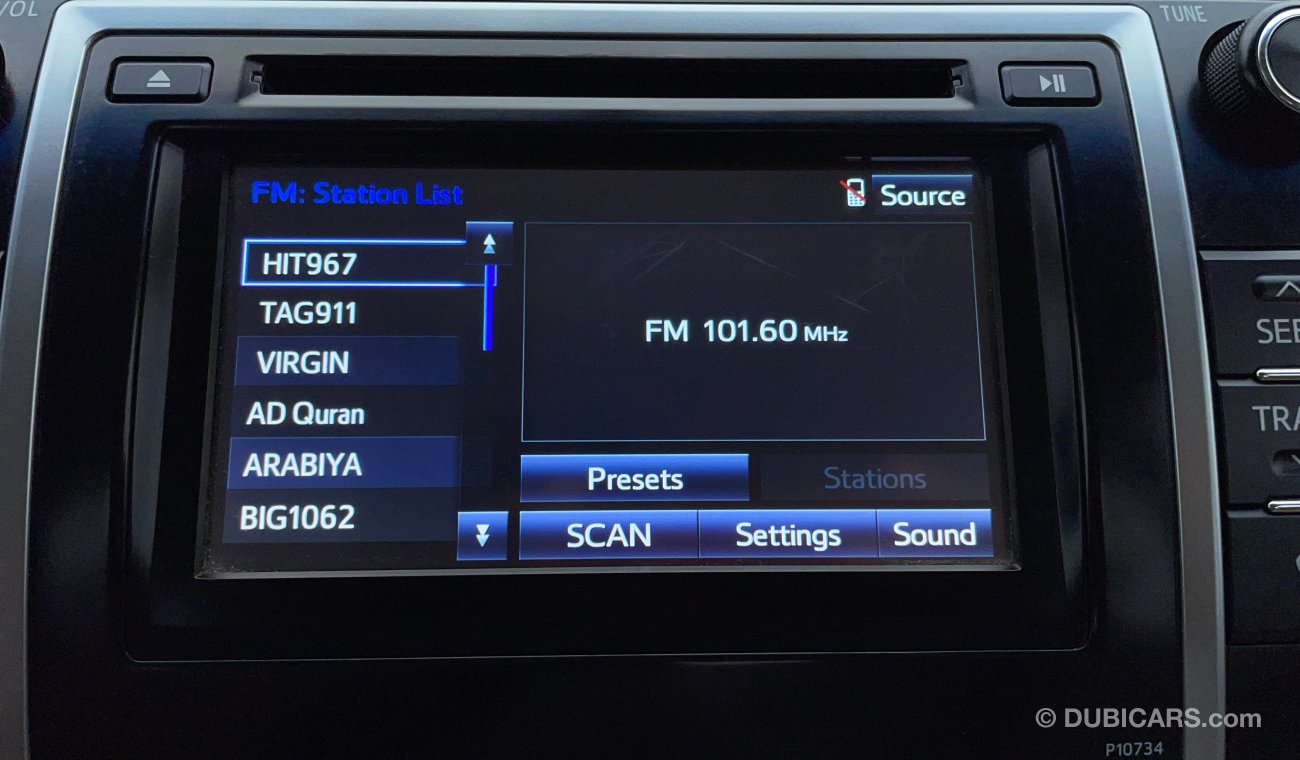 VOL
TUNE
FM: Station List
Source
HIT967
TAG911
VIRGIN
AD Quran
ARABIYA
BIG1062
FM 101.60 MHz
Presets
Stations
SCAN
Settings
Sound
SEE
TRA
© DUBICARS.com
P10734